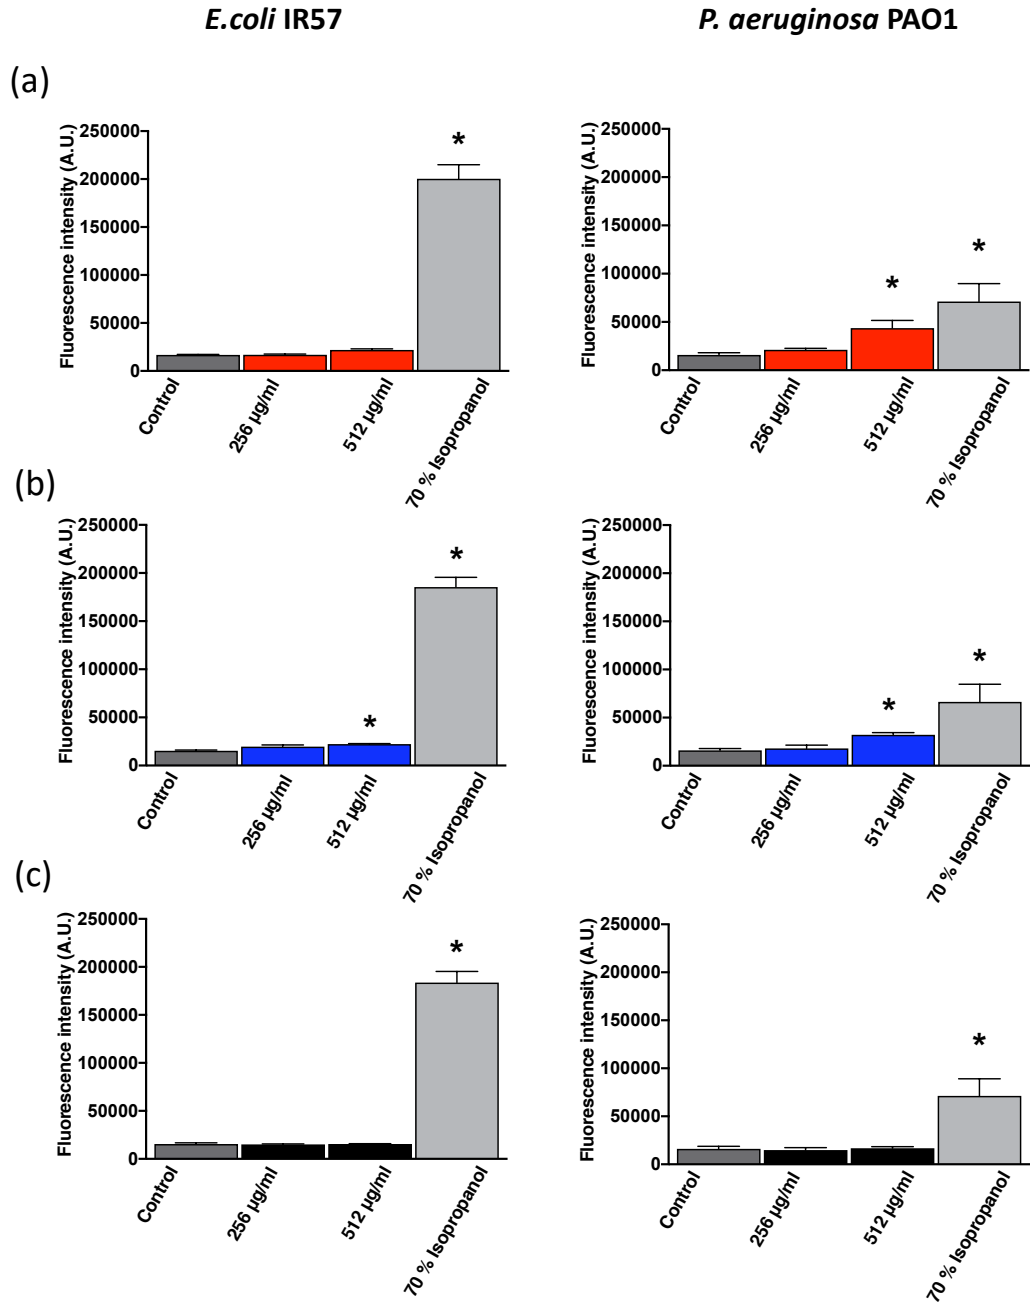 E.coli IR57
P. aeruginosa PAO1
(a)
Fluorescence intensity (A.U.)
250000
200000
150000
100000
50000
0
*
Control
256 µg/ml
512 µg/ml
70 % Isopropanol
Fluorescence intensity (A.U.)
250000
200000
150000
100000
50000
0
*
*
Control
256 µg/ml
512 µg/ml
70 % Isopropanol
(b)
Fluorescence intensity (A.U.)
250000
200000
150000
100000
50000
0
*
*
Control
256 µg/ml
512 µg/ml
70 % Isopropanol
Fluorescence intensity (A.U.)
250000
200000
150000
100000
50000
0
*
*
Control
256 µg/ml
512 µg/ml
70 % Isopropanol
(c)
Fluorescence intensity (A.U.)
250000
200000
150000
100000
50000
0
*
Control
256 µg/ml
512 µg/ml
70 % Isopropanol
Fluorescence intensity (A.U.)
250000
200000
150000
100000
50000
0
*
Control
256 µg/ml
512 µg/ml
70 % Isopropanol